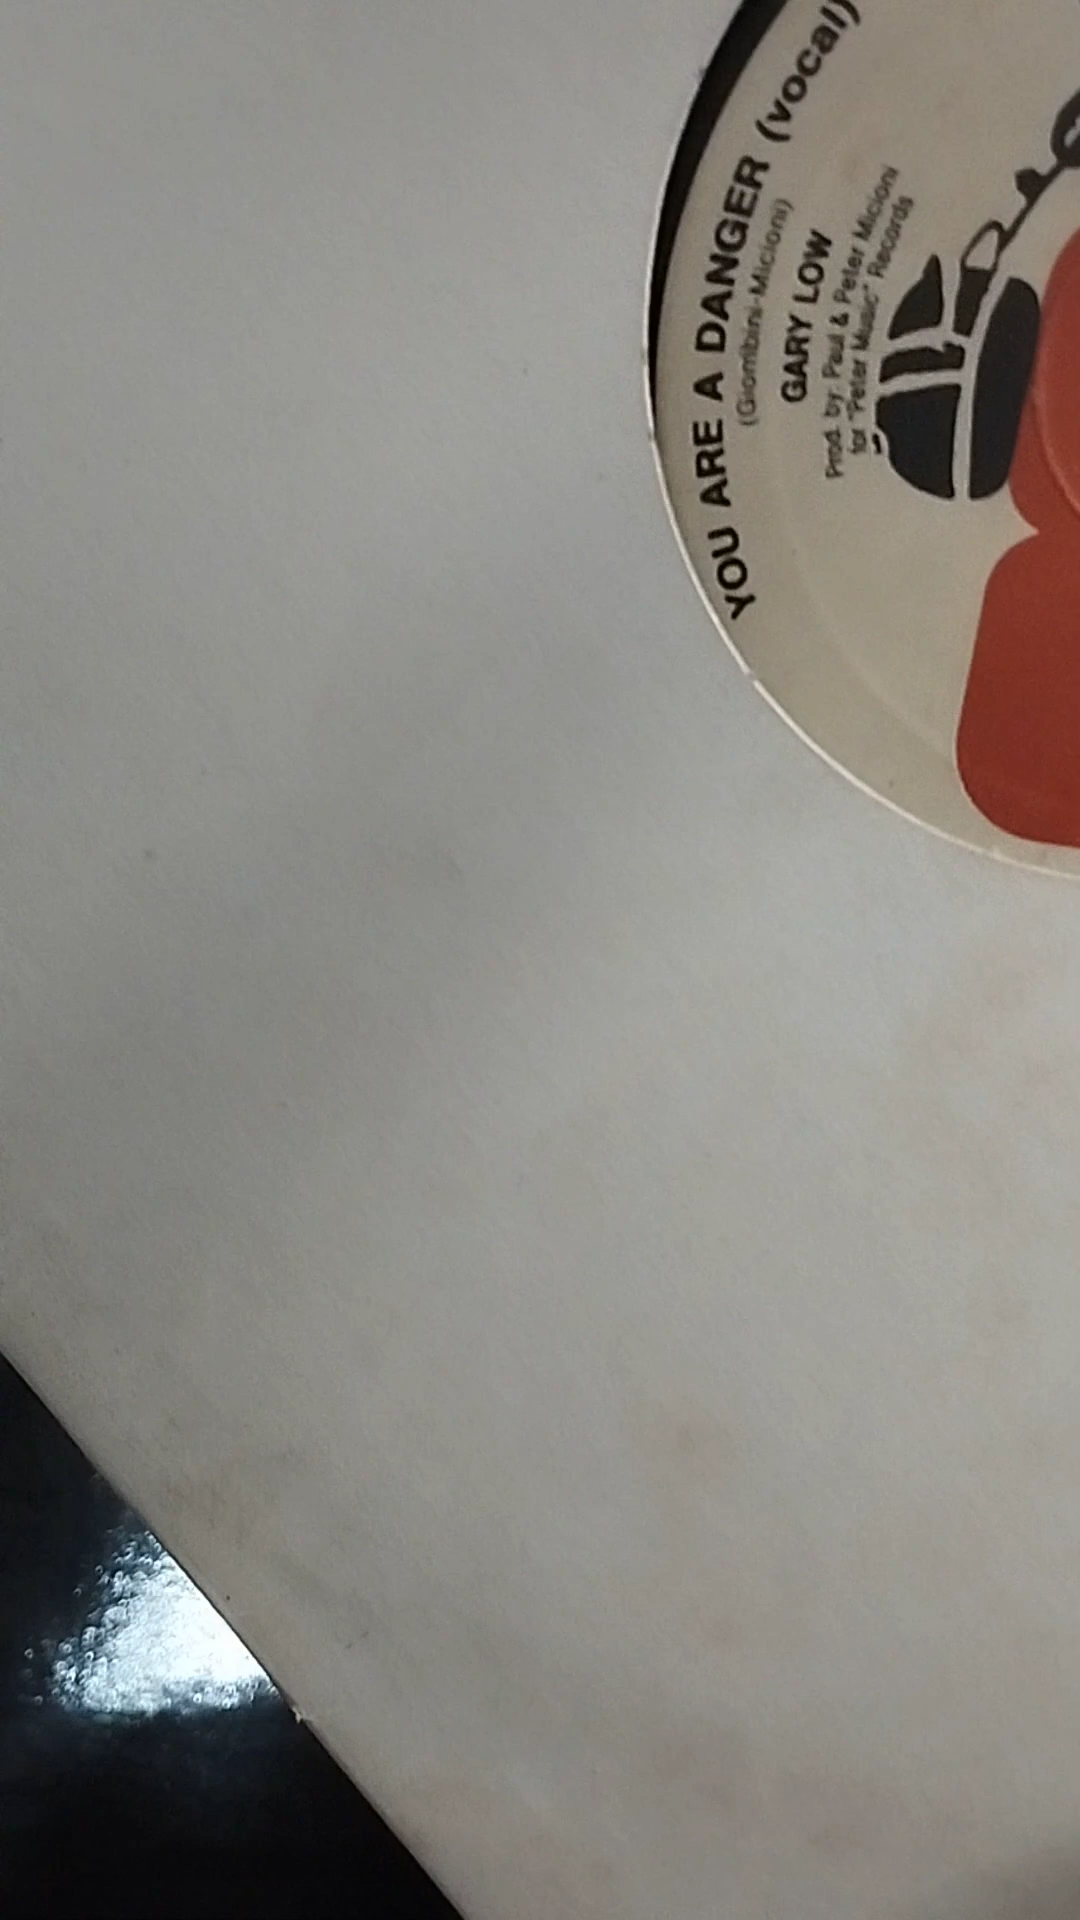 YOU ARE A DANGER (vocal)
(Giombini-Micioni)
GARY LOW
Prod. by: Paul & Peter Micioni
for "Peter Music" Records